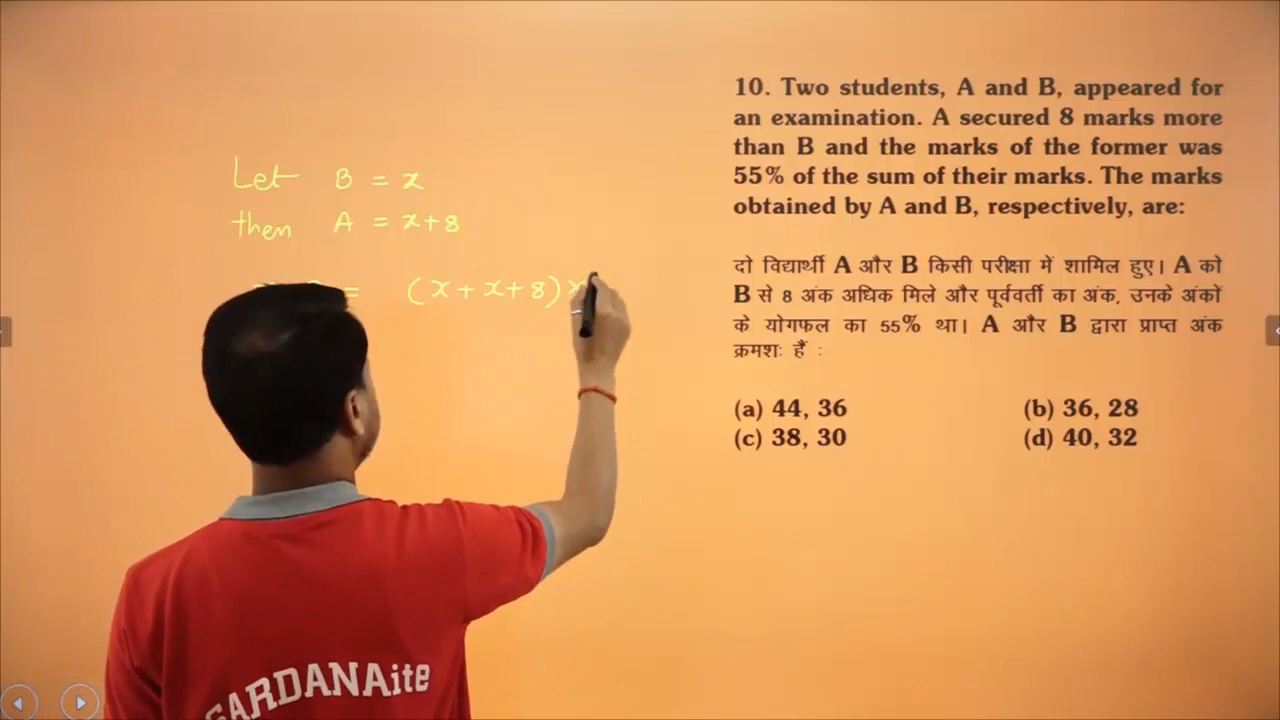 Let B = x
then A = x+8
= (x+x+8)×
10. Two students, A and B, appeared for
an examination. A secured 8 marks more
than B and the marks of the former was
55% of the sum of their marks. The marks
obtained by A and B, respectively, are:
दो विद्यार्थी A और B किसी परीक्षा में शामिल हुए। A को
B से 8 अंक अधिक मिले और पूर्ववर्ती का अंक, उनके अंकों
के योगफल का 55% था। A और B द्वारा प्राप्त अंक
क्रमशः हैं :
(a) 44, 36 (b) 36, 28
(c) 38, 30 (d) 40, 32
SARDANAite